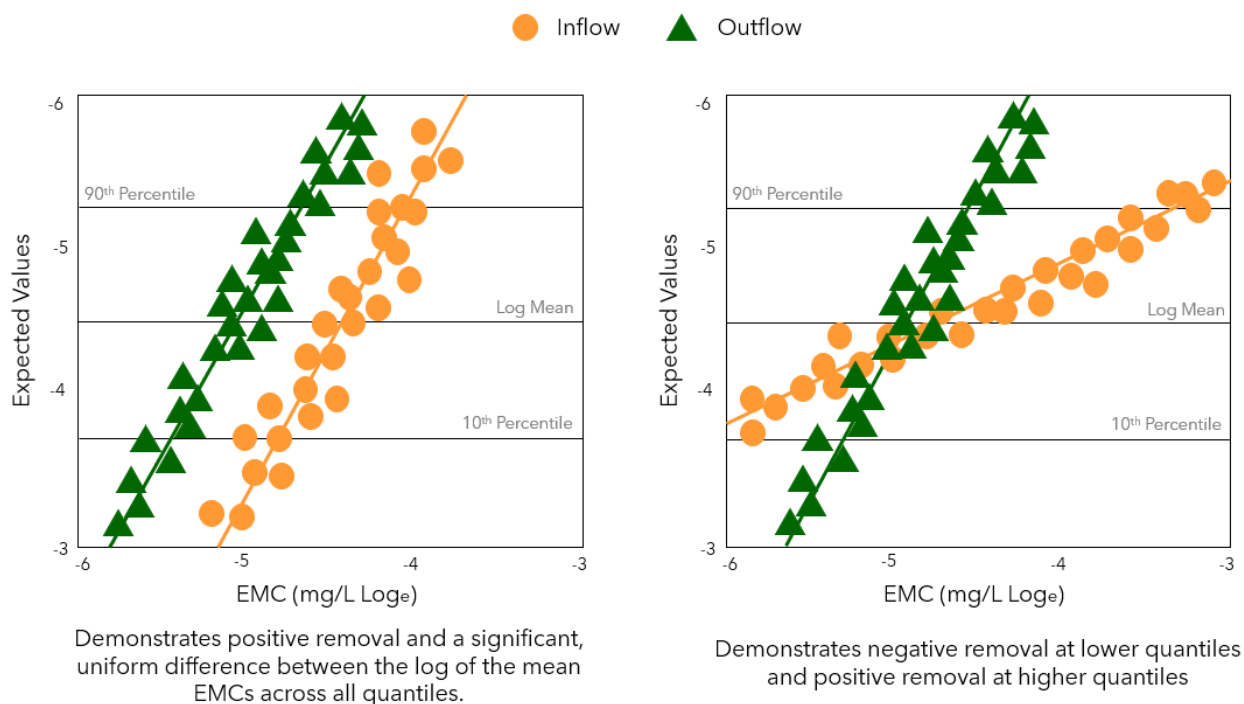 Inflow
Outflow
-6
90th Percentile
-5
Log Mean
-4
10th Percentile
-3
Expected Values
-6
-5
-4
-3
EMC (mg/L Loge)
Demonstrates positive removal and a significant,
uniform difference between the log of the mean
EMCs across all quantiles.
-6
90th Percentile
-5
Log Mean
-4
10th Percentile
-3
Expected Values
-6
-5
-4
-3
EMC (mg/L Loge)
Demonstrates negative removal at lower quantiles
and positive removal at higher quantiles